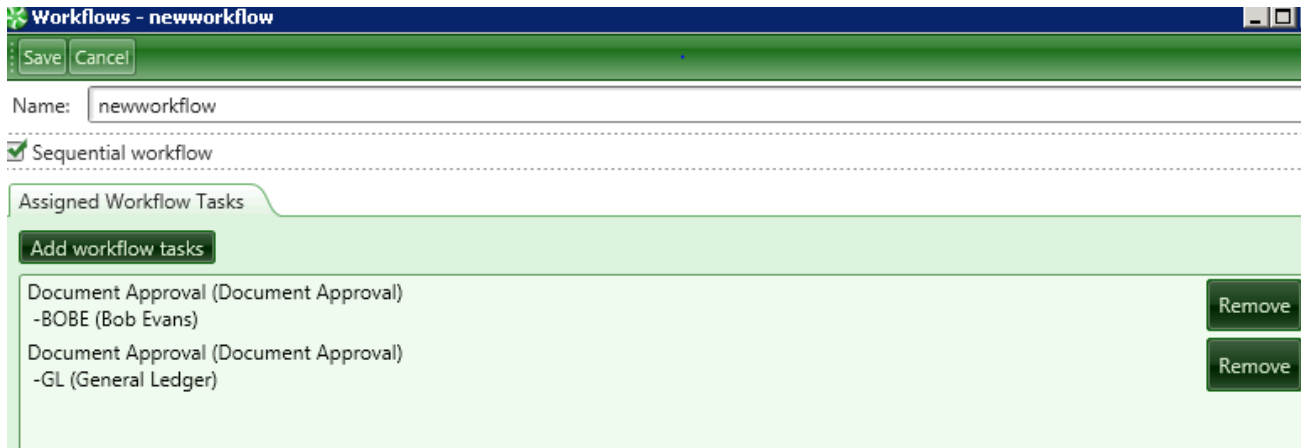 Workflows - newworkflow
Save Cancel
Name: newworkflow
Sequential workflow
Assigned Workflow Tasks
Add workflow tasks
Document Approval (Document Approval)
-BOBE (Bob Evans)
Remove
Document Approval (Document Approval)
-GL (General Ledger)
Remove